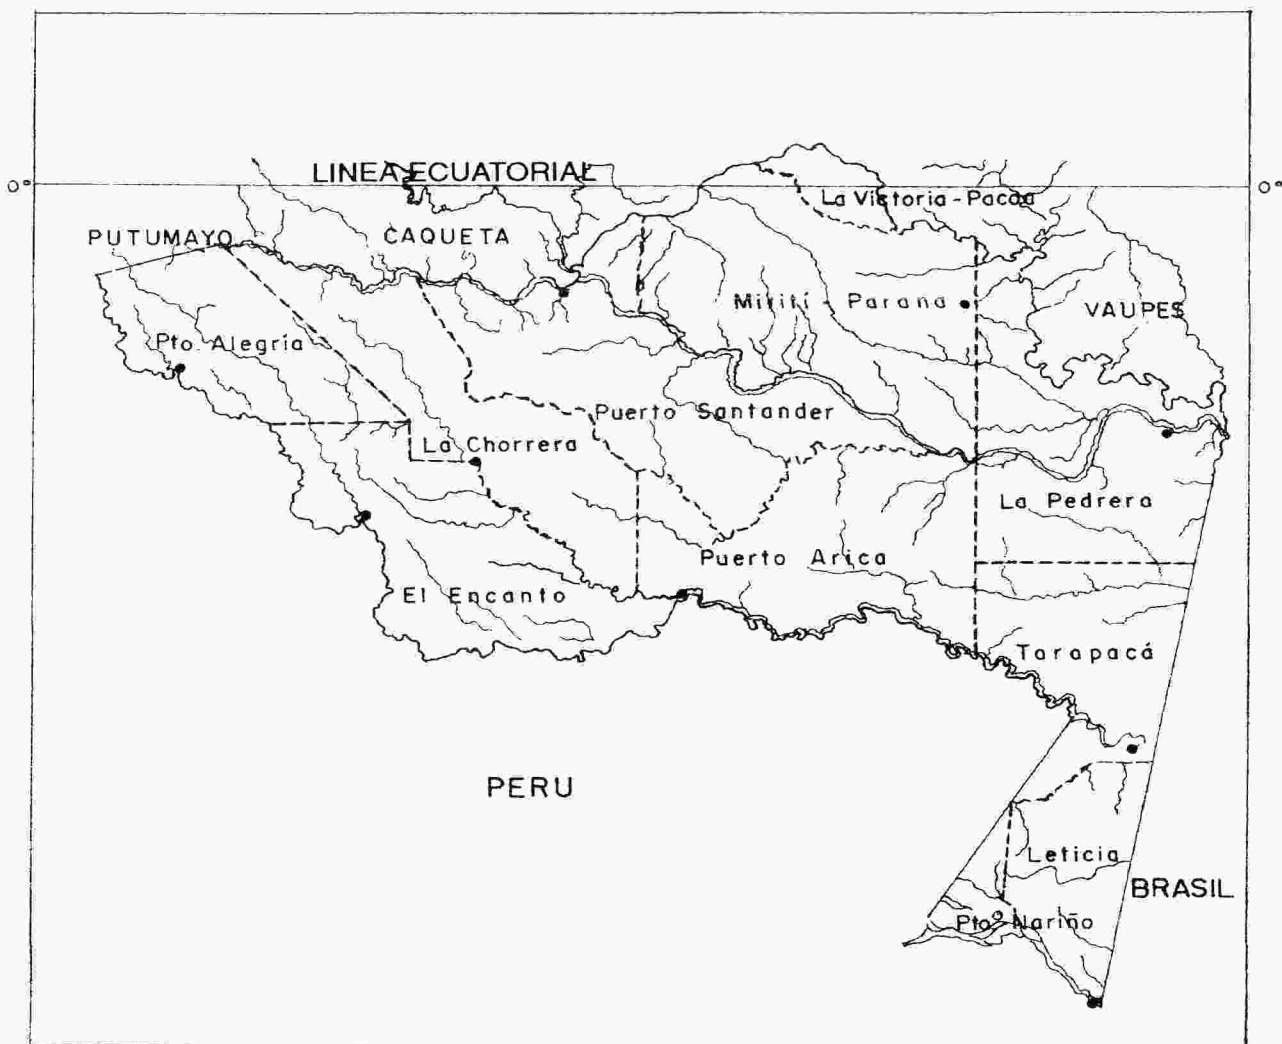 LINEA ECUATORIAL
0°
0°
La Victoria-Pacoa
PUTUMAYO
CAQUETA
Mirití - Paraná
VAUPES
Pto. Alegría
Puerto Santander
La Chorrera
La Pedrera
Puerto Arica
El Encanto
Tarapacá
PERU
Leticia
BRASIL
Pto. Nariño